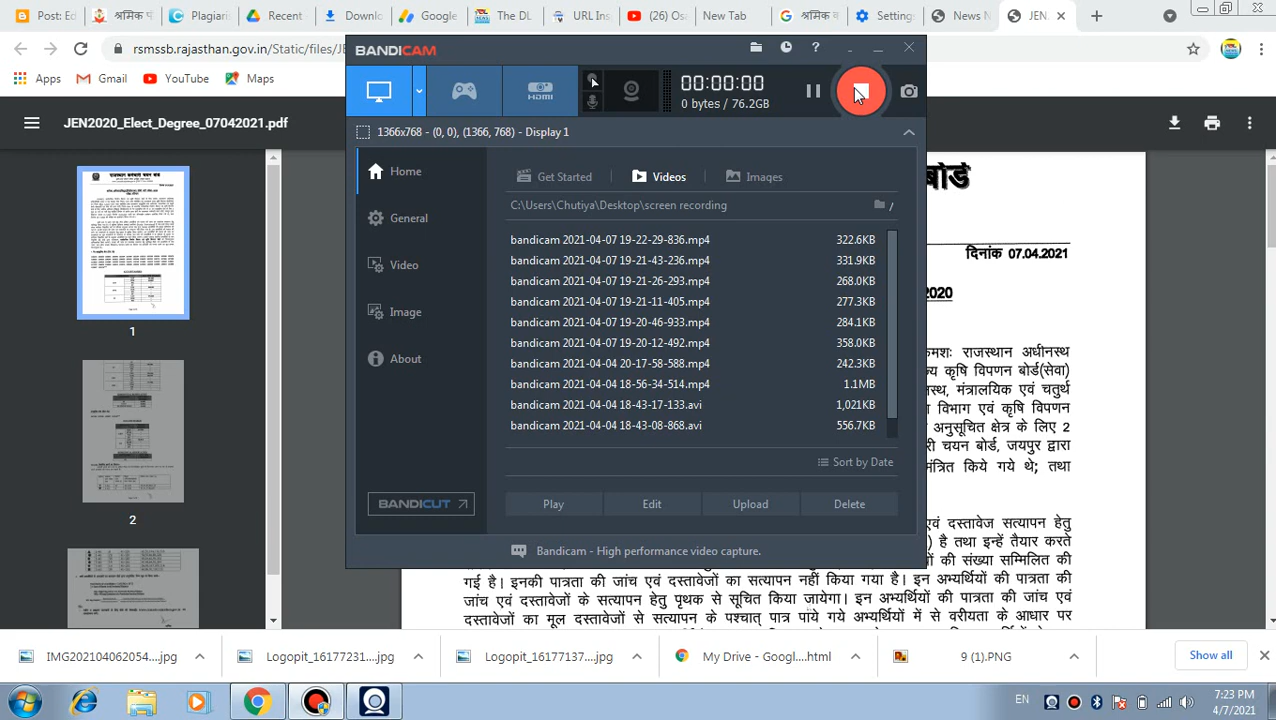 Post: Ed
श्रमिक प
Plagiari
Recent
Downlo
Google
The DL
URL Ins
(26) Os
New Tab
श्रमिक
Setting
News N
JEN
rsmssb.rajasthan.gov.in/Static/files/J
Apps Gmail YouTube Maps
JEN2020_Elect_Degree_07042021.pdf
1
2
BANDICAM
00:00:00
0 bytes / 76.2GB
1366x768 - (0, 0), (1366, 768) - Display 1
Home
General
Video
Image
About
BANDICUT
Get Started Videos Images
C:\Users\Chutiya\Desktop\screen recording
/
bandicam 2021-04-07 19-22-29-836.mp4 322.6KB
bandicam 2021-04-07 19-21-43-236.mp4 331.9KB
bandicam 2021-04-07 19-21-26-293.mp4 268.0KB
bandicam 2021-04-07 19-21-11-405.mp4 277.3KB
bandicam 2021-04-07 19-20-46-933.mp4 284.1KB
bandicam 2021-04-07 19-20-12-492.mp4 358.0KB
bandicam 2021-04-04 20-17-58-588.mp4 242.3KB
bandicam 2021-04-04 18-56-34-514.mp4 1.1MB
bandicam 2021-04-04 18-43-17-133.avi 1,021KB
bandicam 2021-04-04 18-43-08-868.avi 556.7KB
Sort by Date
Play Edit Upload Delete
Bandicam - High performance video capture.
बोर्ड
दिनांक 07.04.2021
2020
राजस्थान अधीनस्थ
कृषि विपणन बोर्ड(सेवा)
मंत्रालयिक एवं चतुर्थ
विभाग एवं कृषि विपणन
अनुसूचित क्षेत्र के लिए 2
चयन बोर्ड, जयपुर द्वारा
किये गये थे; तथा
एवं दस्तावेज सत्यापन हेतु
) है तथा इन्हें तैयार करते
की संख्या सम्मिलित की
गई है। इनकी पात्रता की जांच एवं दस्तावेजों का सत्यापन नहीं किया गया है। इन अभ्यर्थियों की पात्रता की
जांच एवं दस्तावेजों के सत्यापन हेतु पृथक से सूचित किया जायेगा। इन अभ्यर्थियों की पात्रता की जांच एवं
दस्तावेजों का मूल दस्तावेजों से सत्यापन के पश्चात् पात्र पाये गये अभ्यर्थियों में से वरीयता के आधार पर
IMG202104062054....jpg
Logopit_16177231....jpg
Logopit_16177137....jpg
My Drive - Googl....html
9 (1).PNG
Show all
EN
7:23 PM
4/7/2021